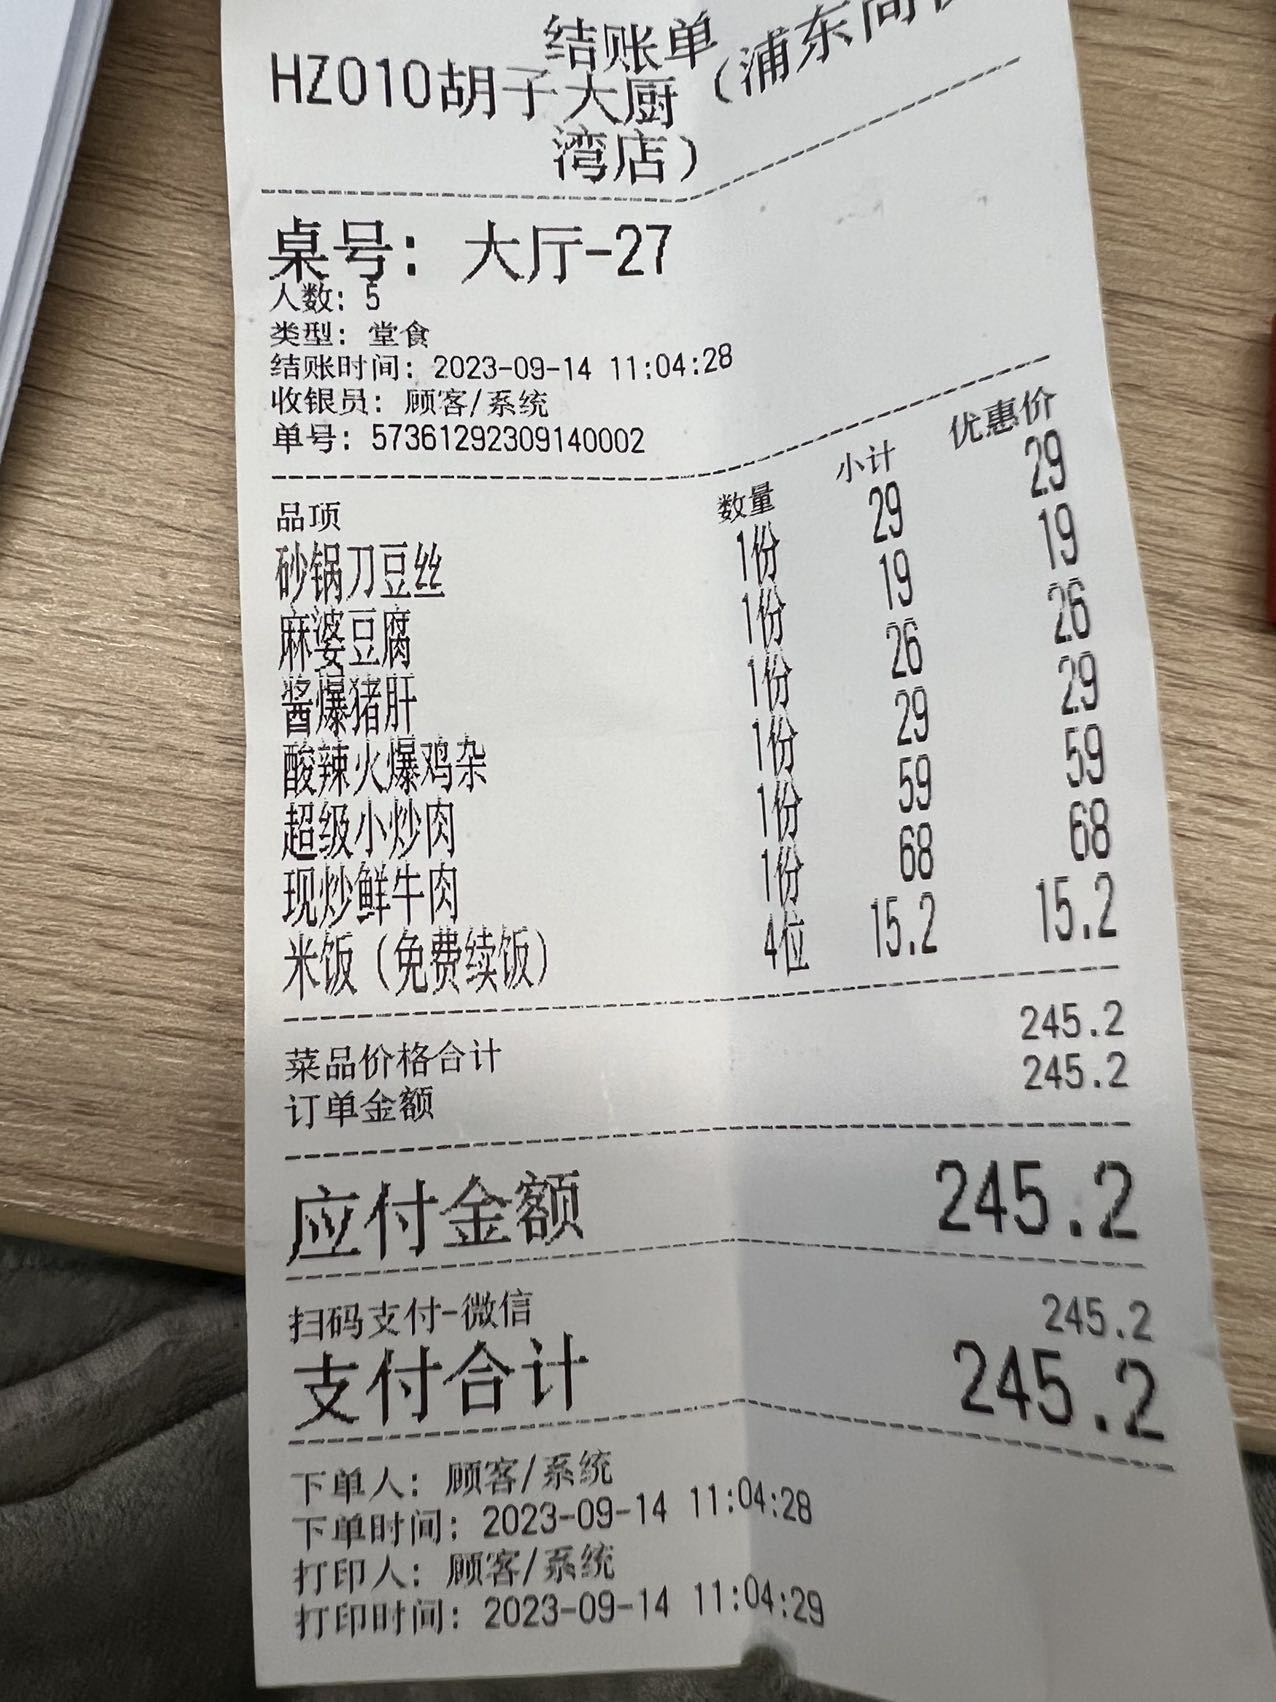 结账单
HZ010胡子大厨（浦东
湾店）
桌号：大厅-27
人数：5
类型：堂食
结账时间：2023-09-14 11:04:28
收银员：顾客/系统
单号：573612923091400​02
品项 数量 小计 优惠价
砂锅刀豆丝 1份 29 29
麻婆豆腐 1份 19 19
酱爆猪肝 1份 26 26
酸辣火爆鸡杂 1份 29 29
超级小炒肉 1份 59 59
现炒鲜牛肉 1份 68 68
米饭（免费续饭） 4位 15.2 15.2
菜品价格合计 245.2
订单金额 245.2
应付金额 245.2
扫码支付-微信 245.2
支付合计 245.2
下单人：顾客/系统
下单时间：2023-09-14 11:04:28
打印人：顾客/系统
打印时间：2023-09-14 11:04:29